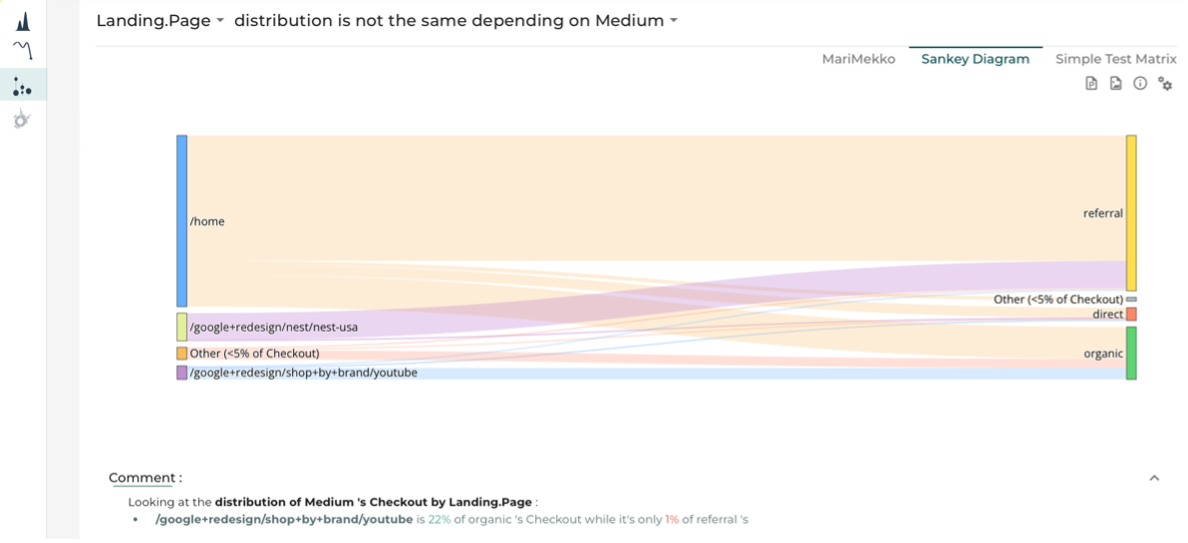 Landing.Page distribution is not the same depending on Medium
MariMekko Sankey Diagram Simple Test Matrix
/home
referral
Other (<5% of Checkout)
direct
/google+redesign/nest/nest-usa
Other (<5% of Checkout)
organic
/google+redesign/shop+by+brand/youtube
Comment :
Looking at the distribution of Medium 's Checkout by Landing.Page :
• /google+redesign/shop+by+brand/youtube is 22% of organic 's Checkout while it's only 1% of referral 's